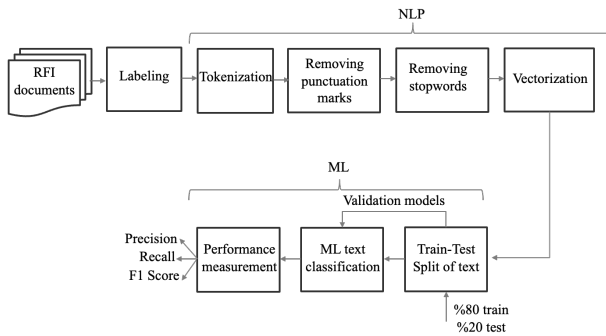 NLP
RFI
documents
Labeling
Tokenization
Removing
punctuation
marks
Removing
stopwords
Vectorization
ML
Validation models
Precision
Recall
F1 Score
Performance
measurement
ML text
classification
Train-Test
Split of text
%80 train
%20 test